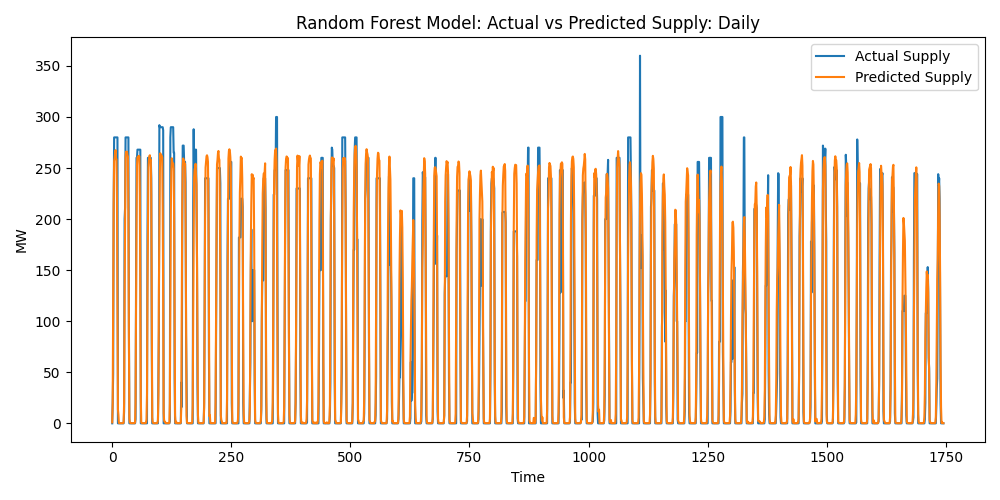 Random Forest Model: Actual vs Predicted Supply: Daily
Actual Supply
Predicted Supply
MW
350
300
250
200
150
100
50
0
0 250 500 750 1000 1250 1500 1750
Time